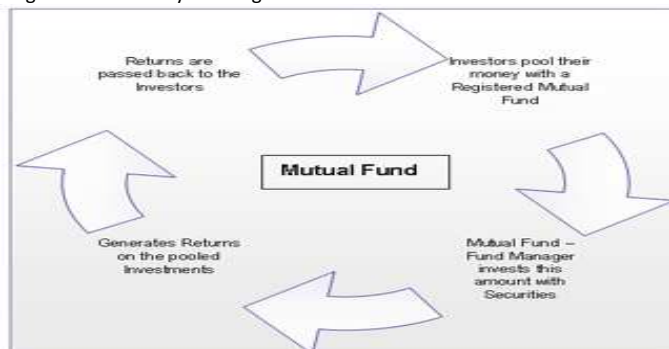 Returns are
passed back to the
Investors
Investors pool their
money with a
Registered Mutual
Fund
Mutual Fund
Generates Returns
on the pooled
Investments
Mutual Fund –
Fund Manager
invests this
amount with
Securities